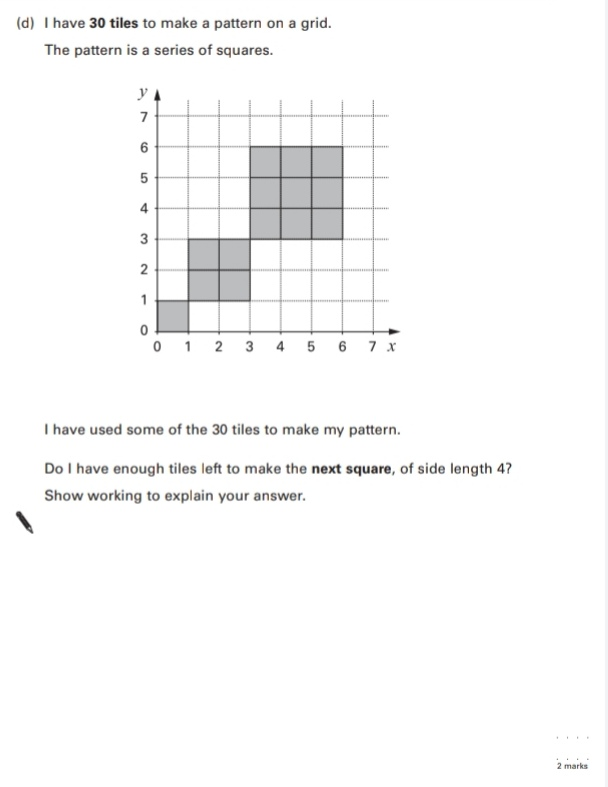 (d) I have 30 tiles to make a pattern on a grid.
The pattern is a series of squares.
y
7
6
5
4
3
2
1
0
0 1 2 3 4 5 6 7 x
I have used some of the 30 tiles to make my pattern.
Do I have enough tiles left to make the next square, of side length 4?
Show working to explain your answer.
2 marks